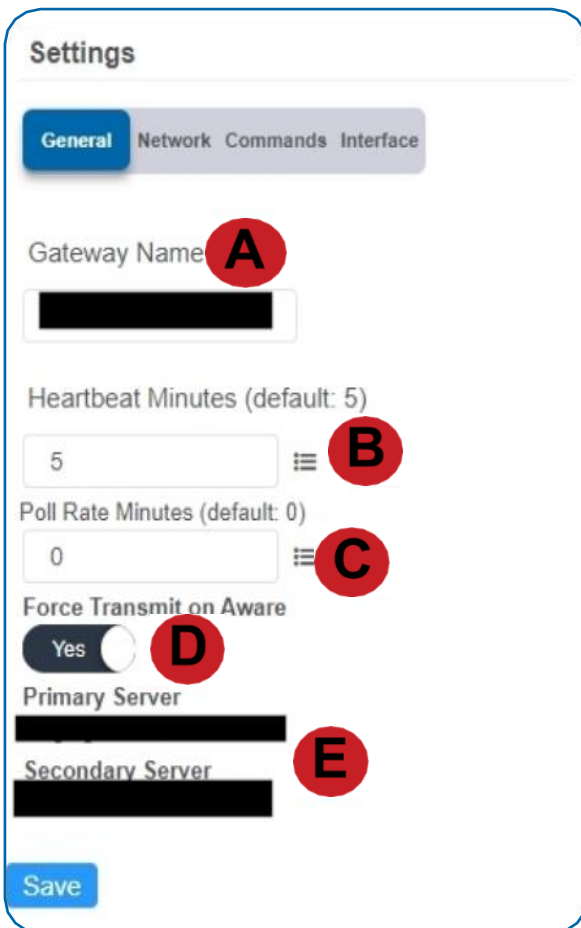 Settings
General Network Commands Interface
Gateway Name A
Heartbeat Minutes (default: 5)
5 B
Poll Rate Minutes (default: 0)
0 C
Force Transmit on Aware
Yes D
Primary Server
E
Secondary Server
Save